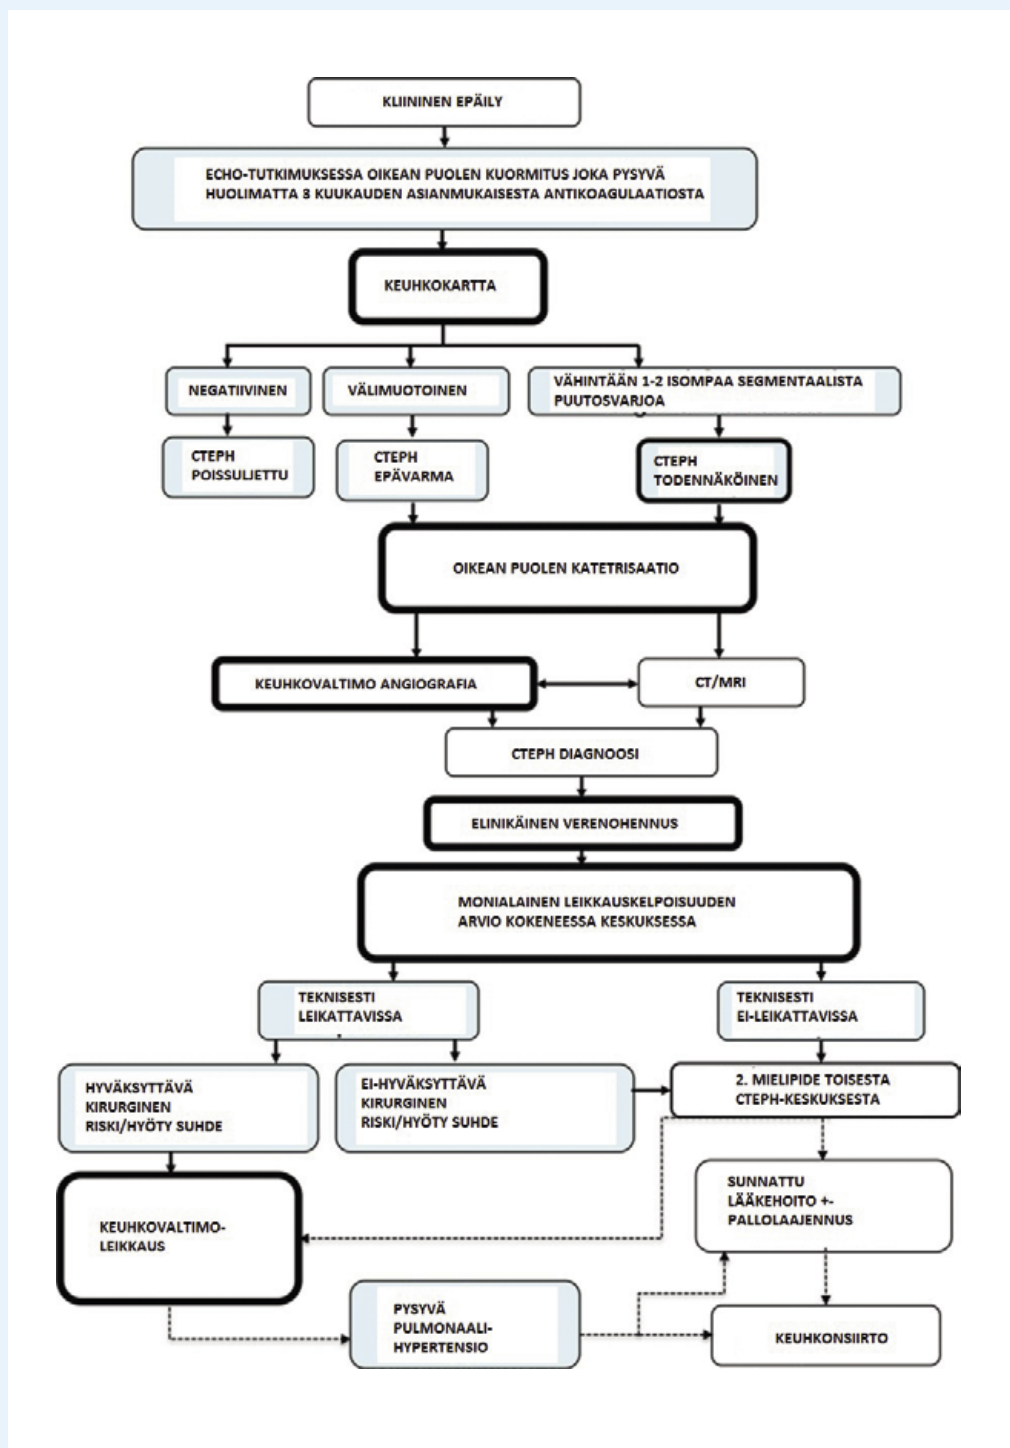 KLIININEN EPÄILY
ECHO-TUTKIMUKSESSA OIKEAN PUOLEN KUORMITUS JOKA PYSYVÄ
HUOLIMATTA 3 KUUKAUDEN ASIANMUKAISESTA ANTIKOAGULAATIOSTA
KEUHKOKARTTA
NEGATIIVINEN
VÄLIMUOTOINEN
VÄHINTÄÄN 1-2 ISOMPAA SEGMENTAALISTA
PUUTOSVARJOA
CTEPH
POISSULJETTU
CTEPH
EPÄVARMA
CTEPH
TODENNÄKÖINEN
OIKEAN PUOLEN KATETRISAATIO
KEUHKOVALTIMO ANGIOGRAFIA
CT/MRI
CTEPH DIAGNOOSI
ELINIKÄINEN VERENOHENNUS
MONIALAINEN LEIKKAUSKELPOISUUDEN
ARVIO KOKENEESSA KESKUKSESSA
TEKNISESTI
LEIKATTAVISSA
TEKNISESTI
EI-LEIKATTAVISSA
HYVÄKSYTTÄVÄ
KIRURGINEN
RISKI/HYÖTY SUHDE
EI-HYVÄKSYTTÄVÄ
KIRURGINEN
RISKI/HYÖTY SUHDE
2. MIELIPIDE TOISESTA
CTEPH-KESKUKSESTA
SUNNATTU
LÄÄKEHOITO +-
PALLOLAAJENNUS
KEUHKOVALTIMO-
LEIKKAUS
PYSYVÄ
PULMONAALI-
HYPERTENSIO
KEUHKONSIIRTO